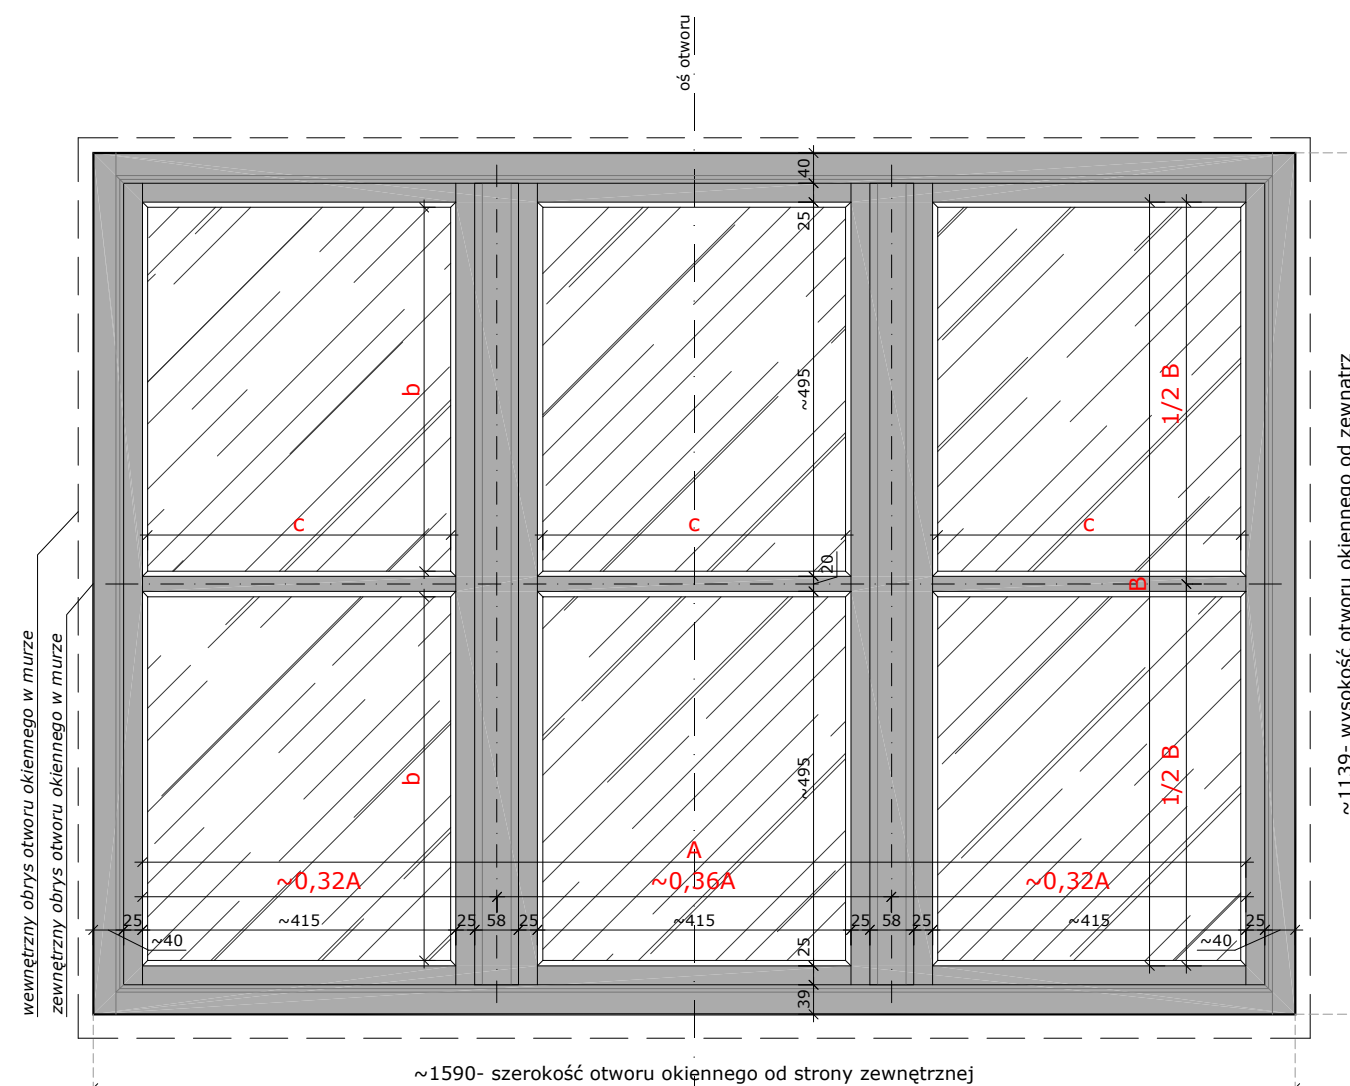 oś otworu
40
25
~495
b
1/2 B
c
c
c
20
B
~1139- wysokość otworu okiennego od zewnątrz
wewnętrzny obrys otworu okiennego w murze
zewnętrzny obrys otworu okiennego w murze
b
~495
1/2 B
A
~0,32A
~0,36A
~0,32A
25
~415
25
58
25
~415
25
58
25
~415
25
~40
~40
25
39
~1590- szerokość otworu okiennego od strony zewnętrznej